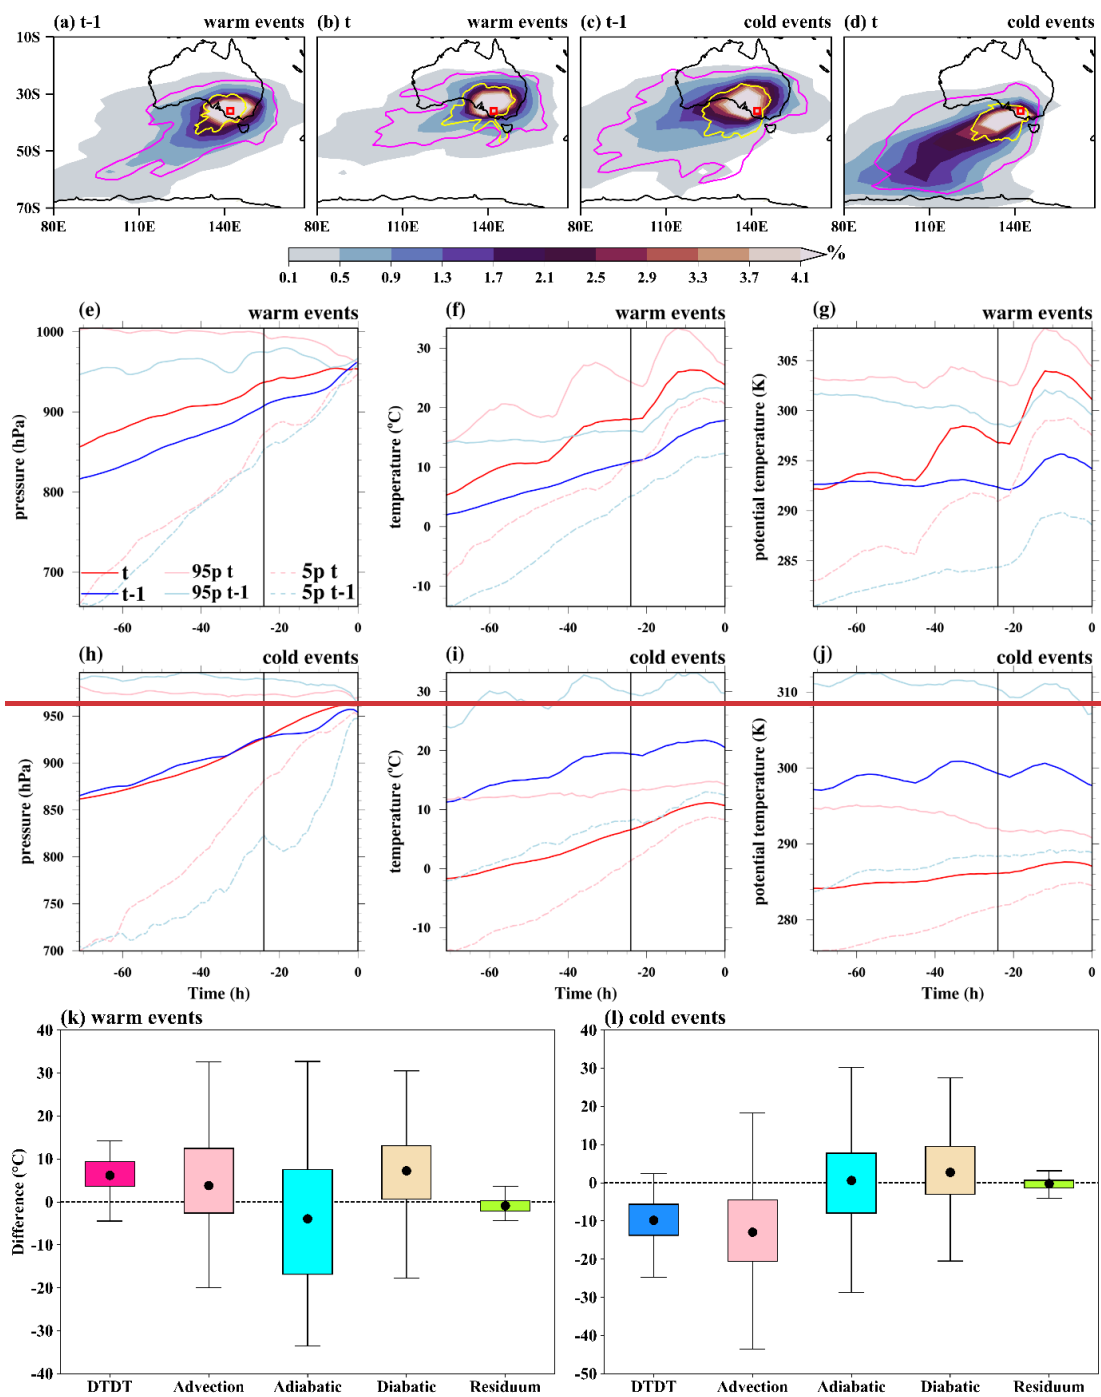 (a) t-1 warm events (b) t warm events (c) t-1 cold events (d) t cold events
10S
30S
50S
70S
80E 110E 140E 80E 110E 140E 80E 110E 140E 80E 110E 140E
%
0.1 0.5 0.9 1.3 1.7 2.1 2.5 2.9 3.3 3.7 4.1
(e) warm events (f) warm events (g) warm events
pressure (hPa)
1000
900
800
700
t 95p t 5p t
t-1 95p t-1 5p t-1
-60 -40 -20 0
temperature (°C)
30
20
10
0
-10
-60 -40 -20 0
potential temperature (K)
305
300
295
290
285
-60 -40 -20 0
(h) cold events (i) cold events (j) cold events
pressure (hPa)
950
900
850
800
750
700
-60 -40 -20 0
Time (h)
temperature (°C)
30
20
10
0
-10
-60 -40 -20 0
Time (h)
potential temperature (K)
310
300
290
280
-60 -40 -20 0
Time (h)
(k) warm events (l) cold events
Difference (°C)
40
30
20
10
0
-10
-20
-30
-40
DTDT Advection Adiabatic Diabatic Residuum
40
30
20
10
0
-10
-20
-30
-40
-50
DTDT Advection Adiabatic Diabatic Residuum